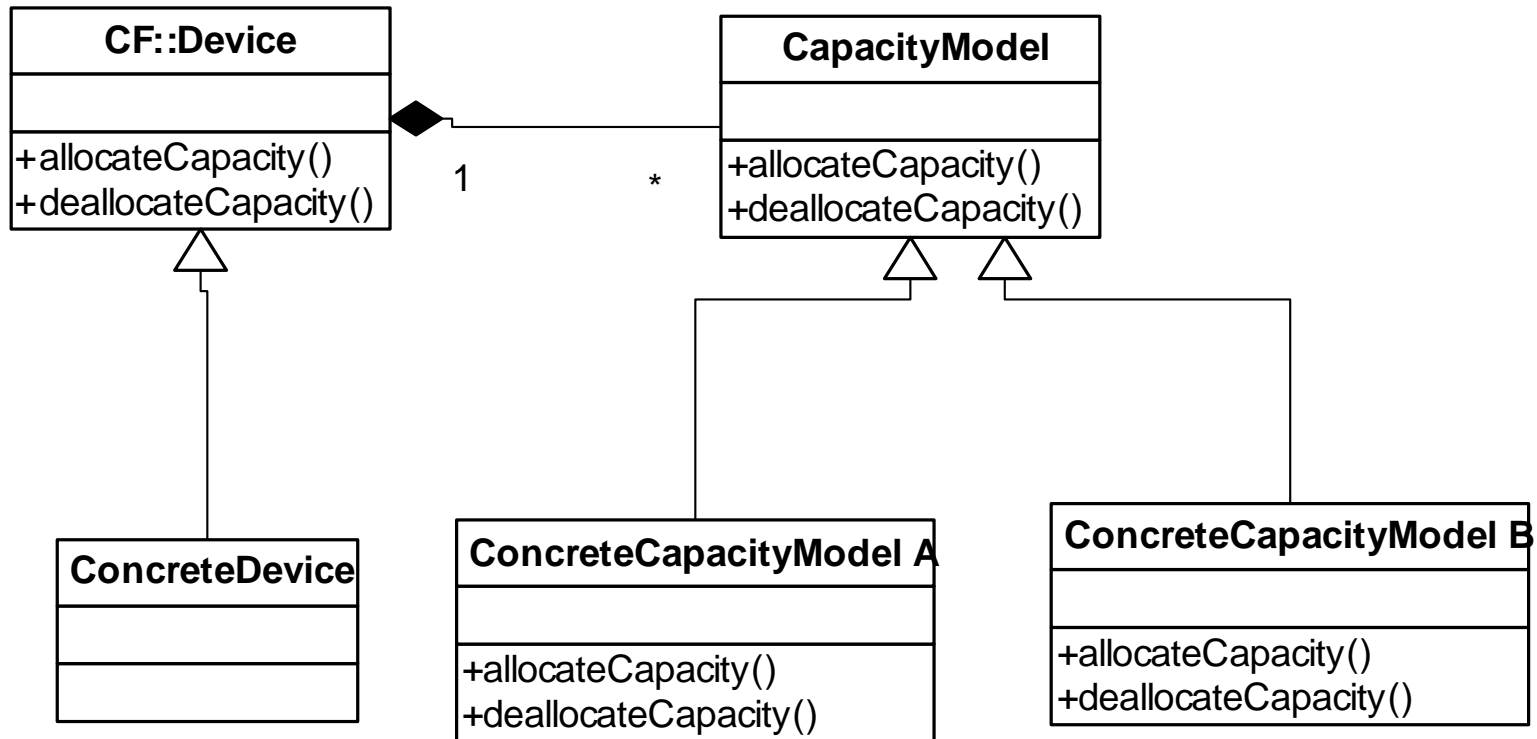 CF::Device
+allocateCapacity()
+deallocateCapacity()
1
*
CapacityModel
+allocateCapacity()
+deallocateCapacity()
ConcreteDevice
ConcreteCapacityModel A
+allocateCapacity()
+deallocateCapacity()
ConcreteCapacityModel B
+allocateCapacity()
+deallocateCapacity()